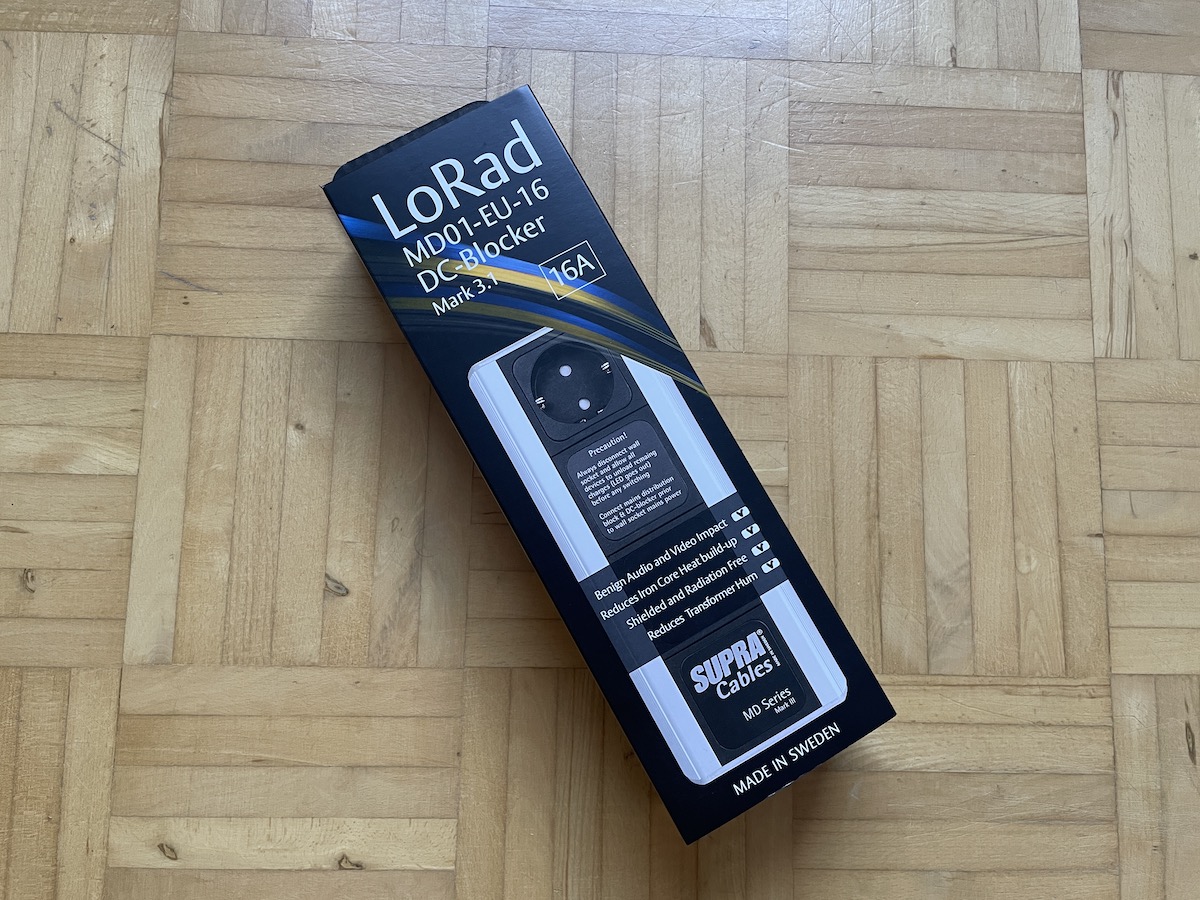 LoRad
MD01-EU-16
DC-Blocker
Mark 3.1
16A
Precaution!
Always disconnect wall
socket and allow all
devices to unload remaing
charges (LED goes out)
before any switching
Connect mains distribution
block & DC-blocker prior
to wall socket mains power
Benign Audio and Video Impact
Reduces Iron Core Heat build-up
Shielded and Radiation Free
Reduces Transformer Hum
SUPRA®
Cables
MD Series
Mark III
MADE IN SWEDEN